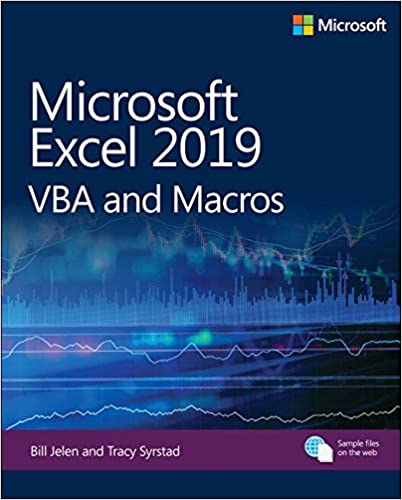 Microsoft
Microsoft
Excel 2019
VBA and Macros
Bill Jelen and Tracy Syrstad
Sample files
on the web